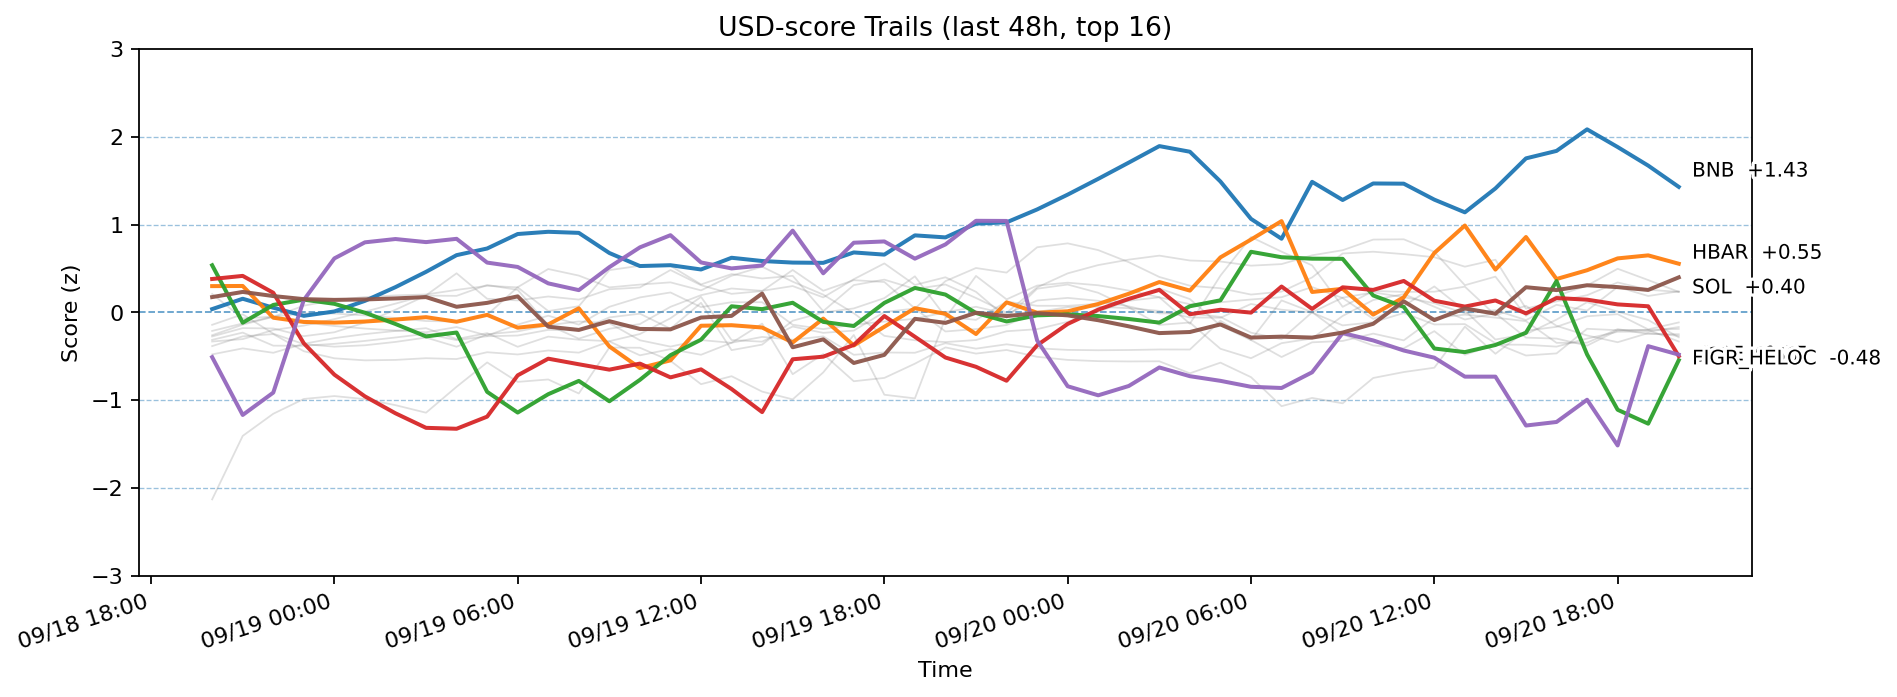 USD-score Trails (last 48h, top 16)
3
2
1
0
−1
−2
−3
Score (z)
BNB +1.43
HBAR +0.55
SOL +0.40
FIGR_HELOC -0.48
09/18 18:00
09/19 00:00
09/19 06:00
09/19 12:00
09/19 18:00
09/20 00:00
09/20 06:00
09/20 12:00
09/20 18:00
Time